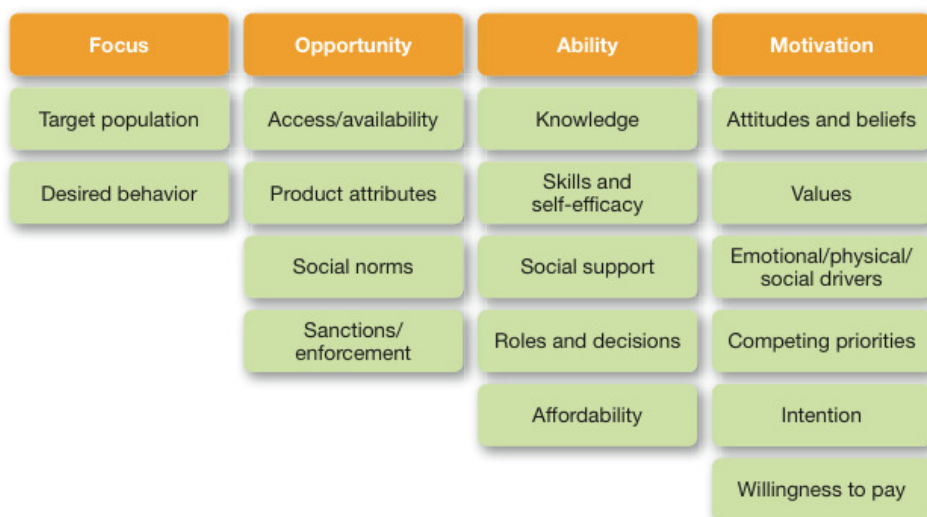 Focus
Target population
Desired behavior
Opportunity
Access/availability
Product attributes
Social norms
Sanctions/
enforcement
Ability
Knowledge
Skills and
self-efficacy
Social support
Roles and decisions
Affordability
Motivation
Attitudes and beliefs
Values
Emotional/physical/
social drivers
Competing priorities
Intention
Willingness to pay